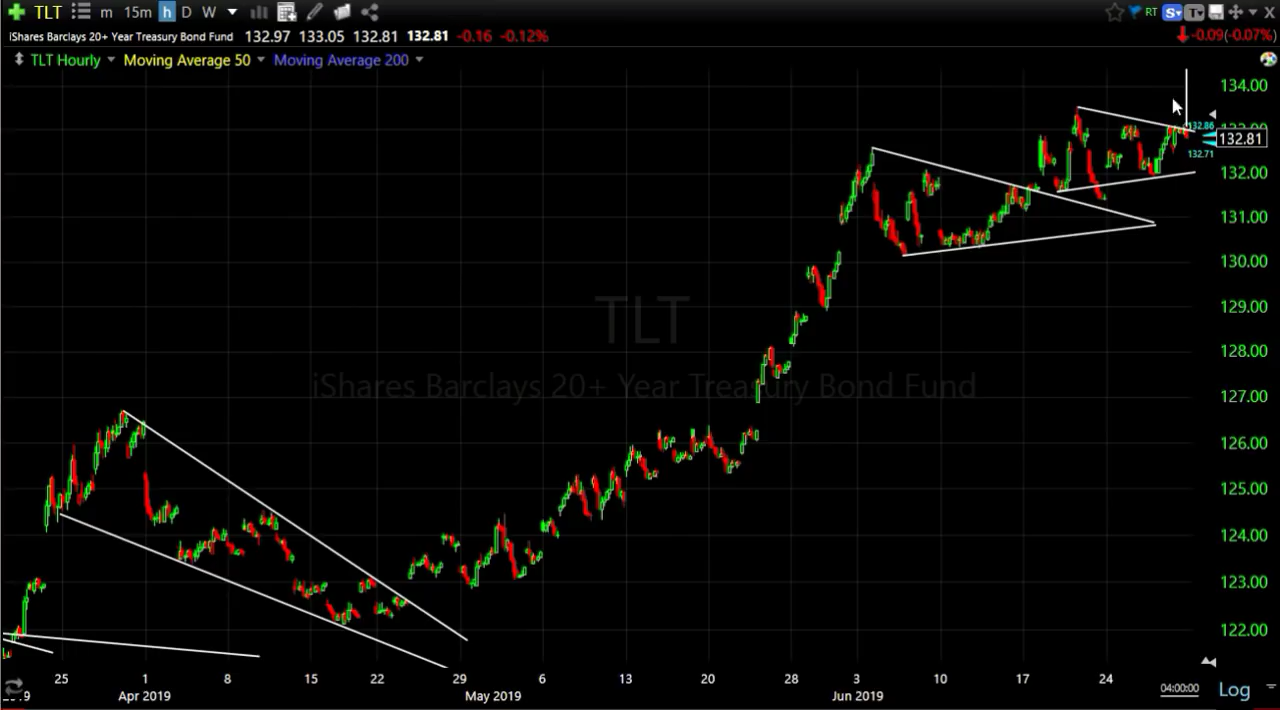 TLT m 15m h D W RT S T X
iShares Barclays 20+ Year Treasury Bond Fund 132.97 133.05 132.81 132.81 -0.16 -0.12% -0.09(-0.07%)
TLT Hourly Moving Average 50 Moving Average 200
134.00
132.86
132.81
132.71
132.00
131.00
130.00
129.00
TLT
128.00
iShares Barclays 20+ Year Treasury Bond Fund
127.00
126.00
125.00
124.00
123.00
122.00
25 1 8 15 22 29 6 13 20 28 3 10 17 24
Apr 2019 May 2019 Jun 2019 04:00:00 Log